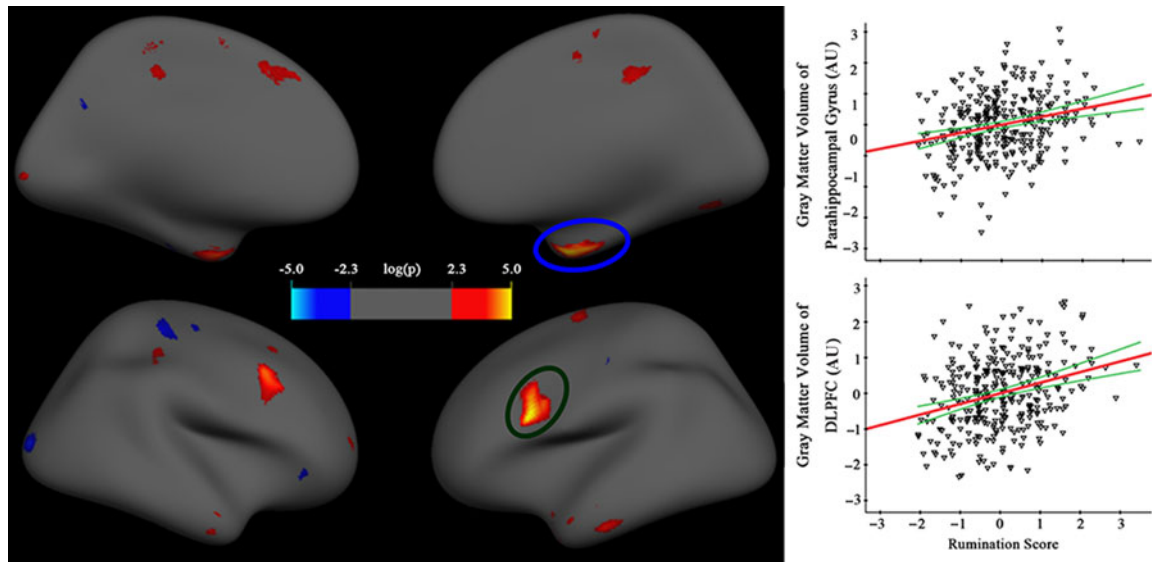 -5.0 -2.3 log(p) 2.3 5.0
Gray Matter Volume of
Parahippocampal Gyrus (AU)
3
2
1
0
-1
-2
-3
Gray Matter Volume of
DLPFC (AU)
3
2
1
0
-1
-2
-3
-3 -2 -1 0 1 2 3
Rumination Score